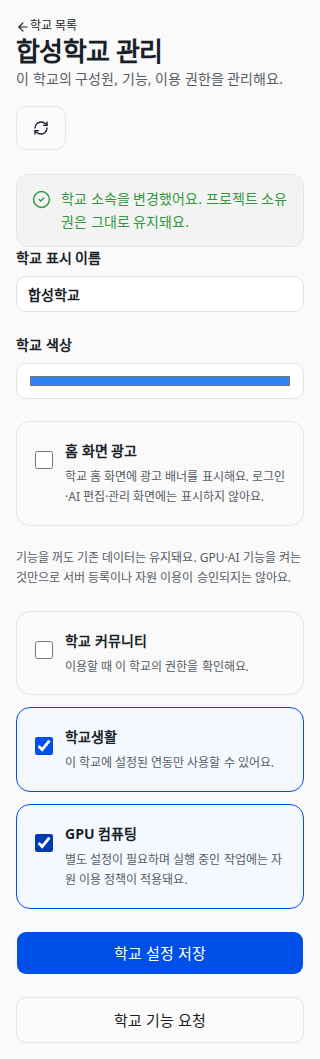 학교 목록
합성학교 관리
이 학교의 구성원, 기능, 이용 권한을 관리해요.
학교 소속을 변경했어요. 프로젝트 소유
권은 그대로 유지돼요.
학교 표시 이름
합성학교
학교 색상
홈 화면 광고
학교 홈 화면에 광고 배너를 표시해요. 로그인
·AI 편집·관리 화면에는 표시하지 않아요.
기능을 꺼도 기존 데이터는 유지돼요. GPU·AI 기능을 켜는
것만으로 서버 등록이나 자원 이용이 승인되지는 않아요.
학교 커뮤니티
이용할 때 이 학교의 권한을 확인해요.
학교생활
이 학교에 설정된 연동만 사용할 수 있어요.
GPU 컴퓨팅
별도 설정이 필요하며 실행 중인 작업에는 자
원 이용 정책이 적용돼요.
학교 설정 저장
학교 기능 요청